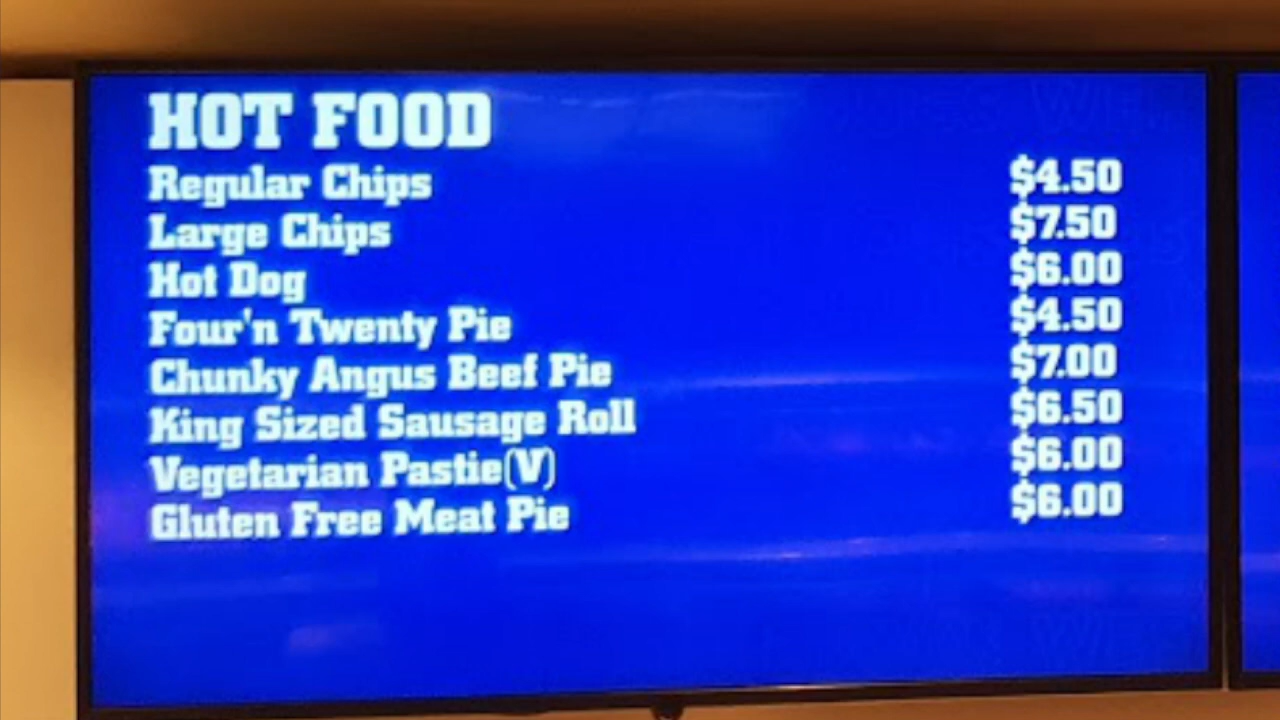 HOT FOOD
Regular Chips $4.50
Large Chips $7.50
Hot Dog $6.00
Four'n Twenty Pie $4.50
Chunky Angus Beef Pie $7.00
King Sized Sausage Roll $6.50
Vegetarian Pastie(V) $6.00
Gluten Free Meat Pie $6.00